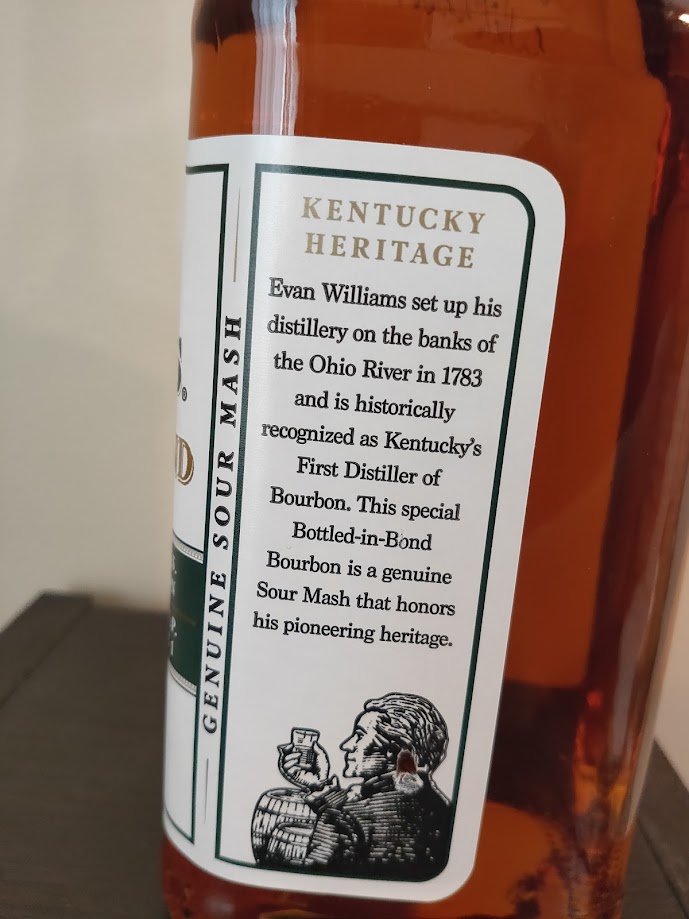 S®
ND
GENUINE SOUR MASH
KENTUCKY
HERITAGE
Evan Williams set up his
distillery on the banks of
the Ohio River in 1783
and is historically
recognized as Kentucky's
First Distiller of
Bourbon. This special
Bottled-in-Bond
Bourbon is a genuine
Sour Mash that honors
his pioneering heritage.